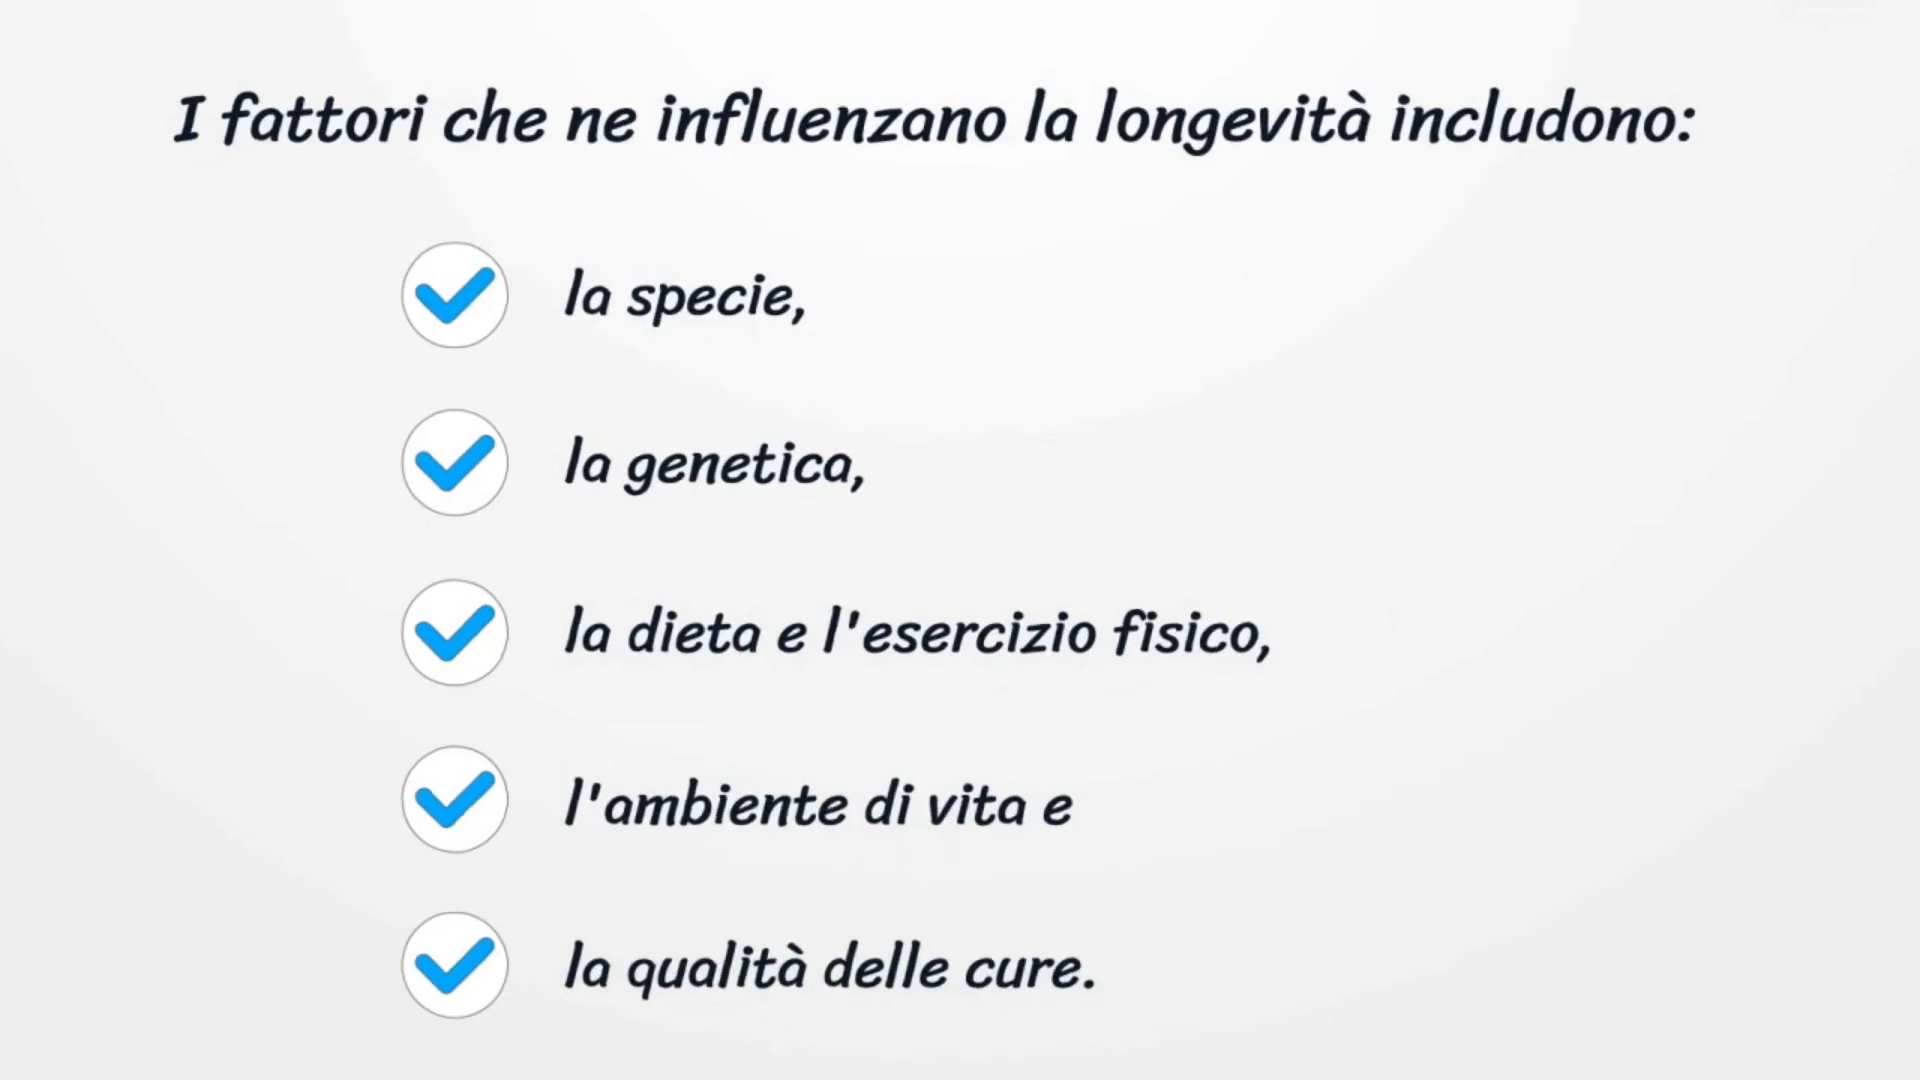 I fattori che ne influenzano la longevità includono:
la specie,
la genetica,
la dieta e l'esercizio fisico,
l'ambiente di vita e
la qualità delle cure.